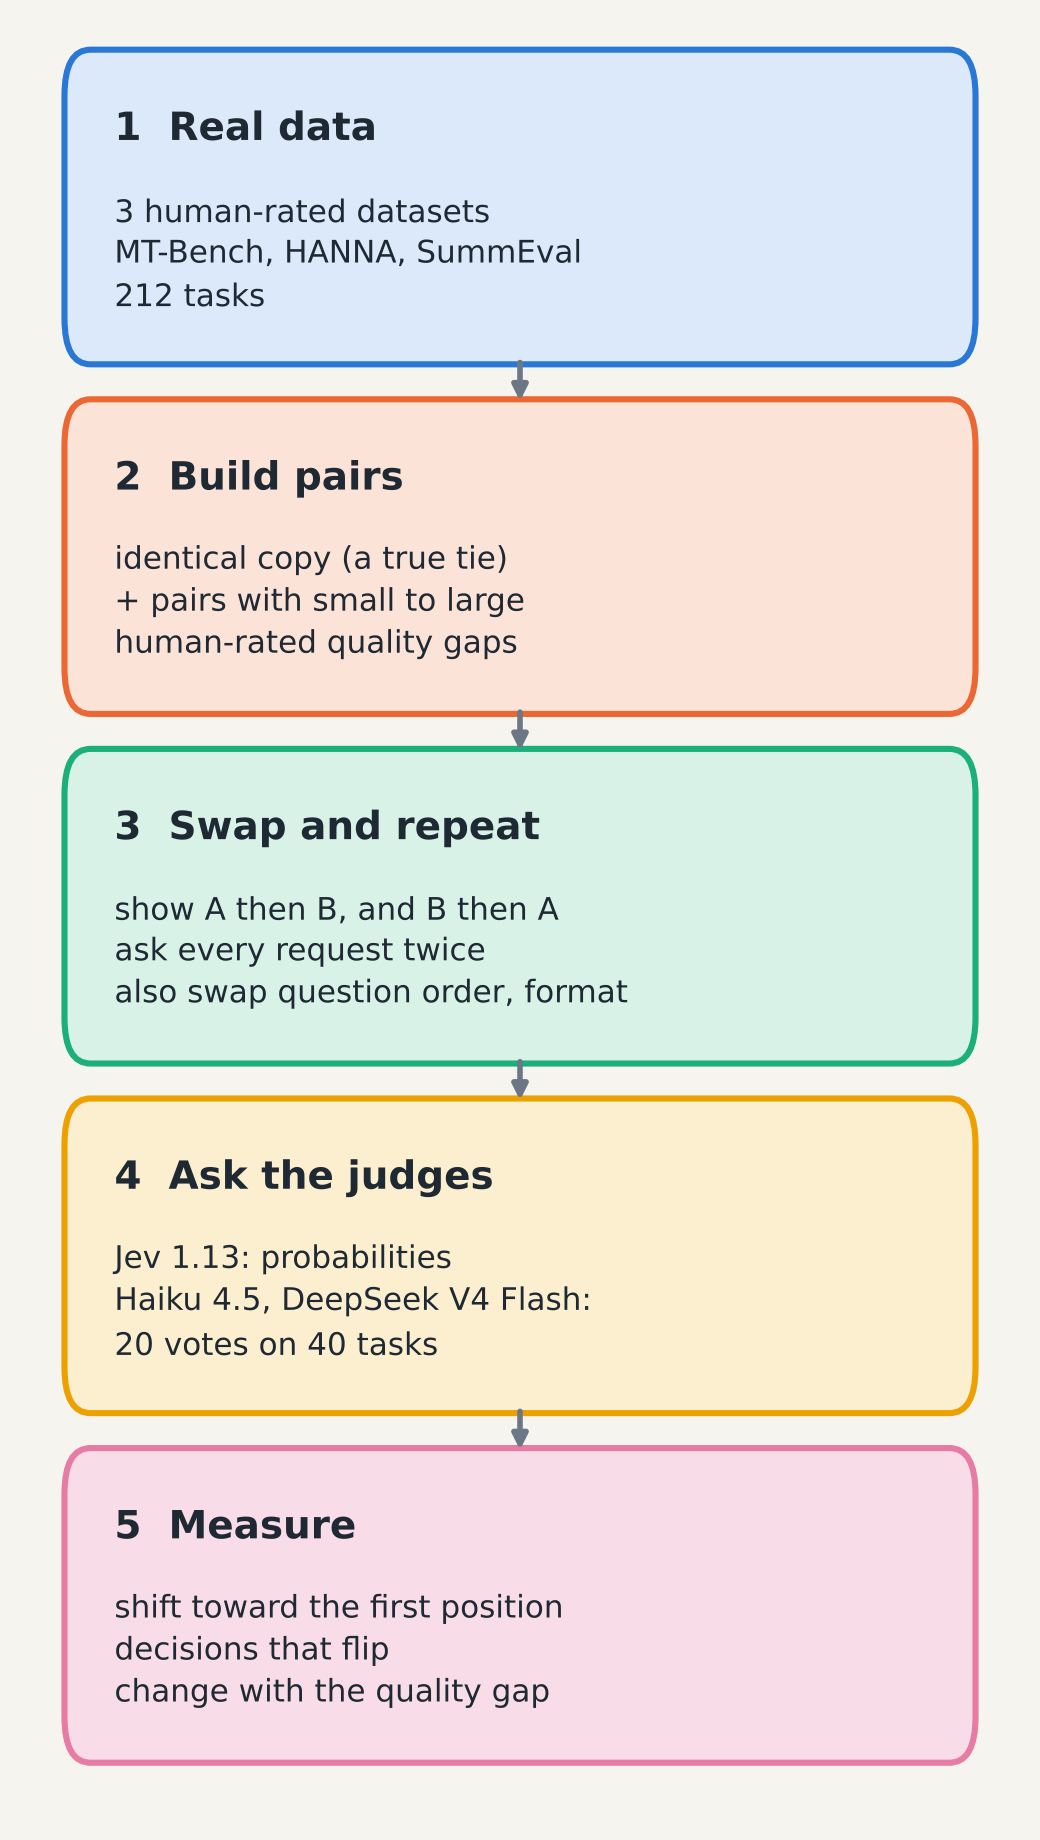 1 Real data
3 human-rated datasets
MT-Bench, HANNA, SummEval
212 tasks
2 Build pairs
identical copy (a true tie)
+ pairs with small to large
human-rated quality gaps
3 Swap and repeat
show A then B, and B then A
ask every request twice
also swap question order, format
4 Ask the judges
Jev 1.13: probabilities
Haiku 4.5, DeepSeek V4 Flash:
20 votes on 40 tasks
5 Measure
shift toward the first position
decisions that flip
change with the quality gap